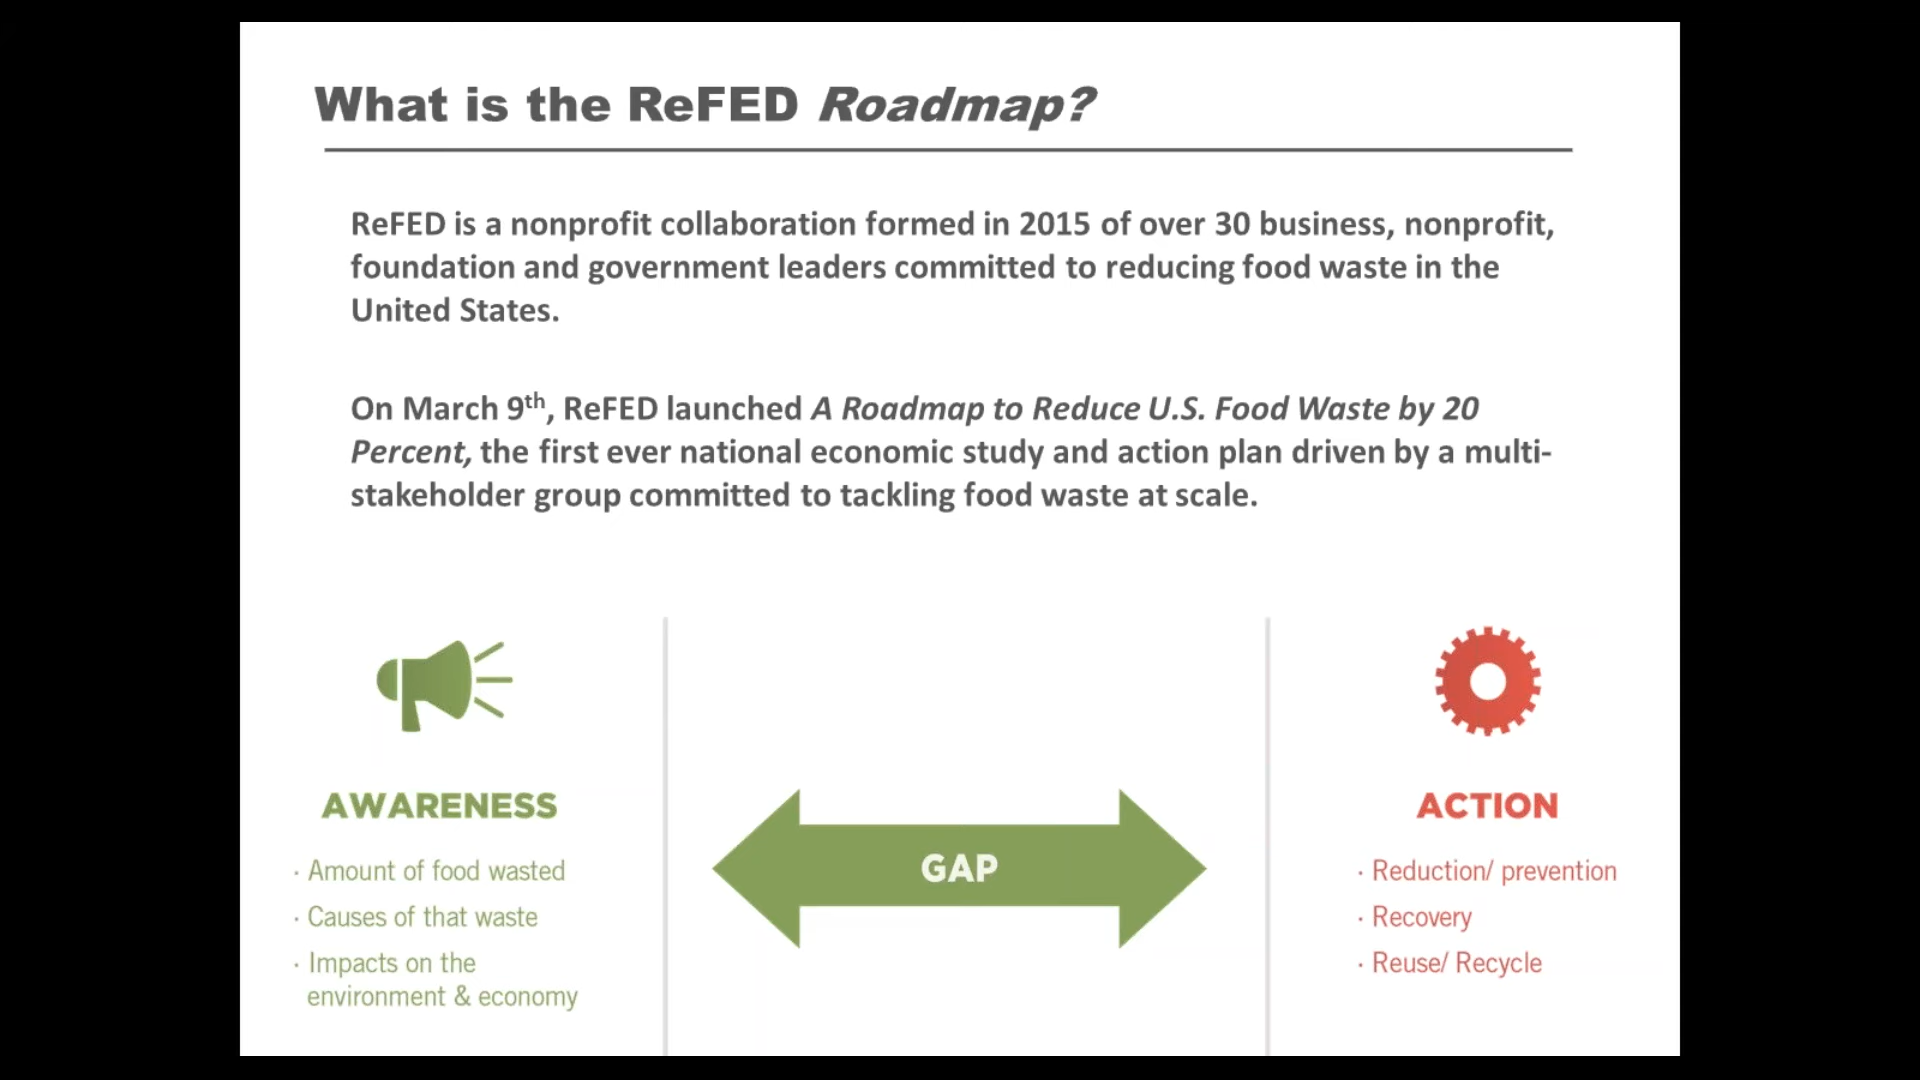 What is the ReFED Roadmap?
ReFED is a nonprofit collaboration formed in 2015 of over 30 business, nonprofit,
foundation and government leaders committed to reducing food waste in the
United States.
On March 9th, ReFED launched A Roadmap to Reduce U.S. Food Waste by 20
Percent, the first ever national economic study and action plan driven by a multi-
stakeholder group committed to tackling food waste at scale.
AWARENESS
· Amount of food wasted
· Causes of that waste
· Impacts on the
environment & economy
GAP
ACTION
· Reduction/ prevention
· Recovery
· Reuse/ Recycle